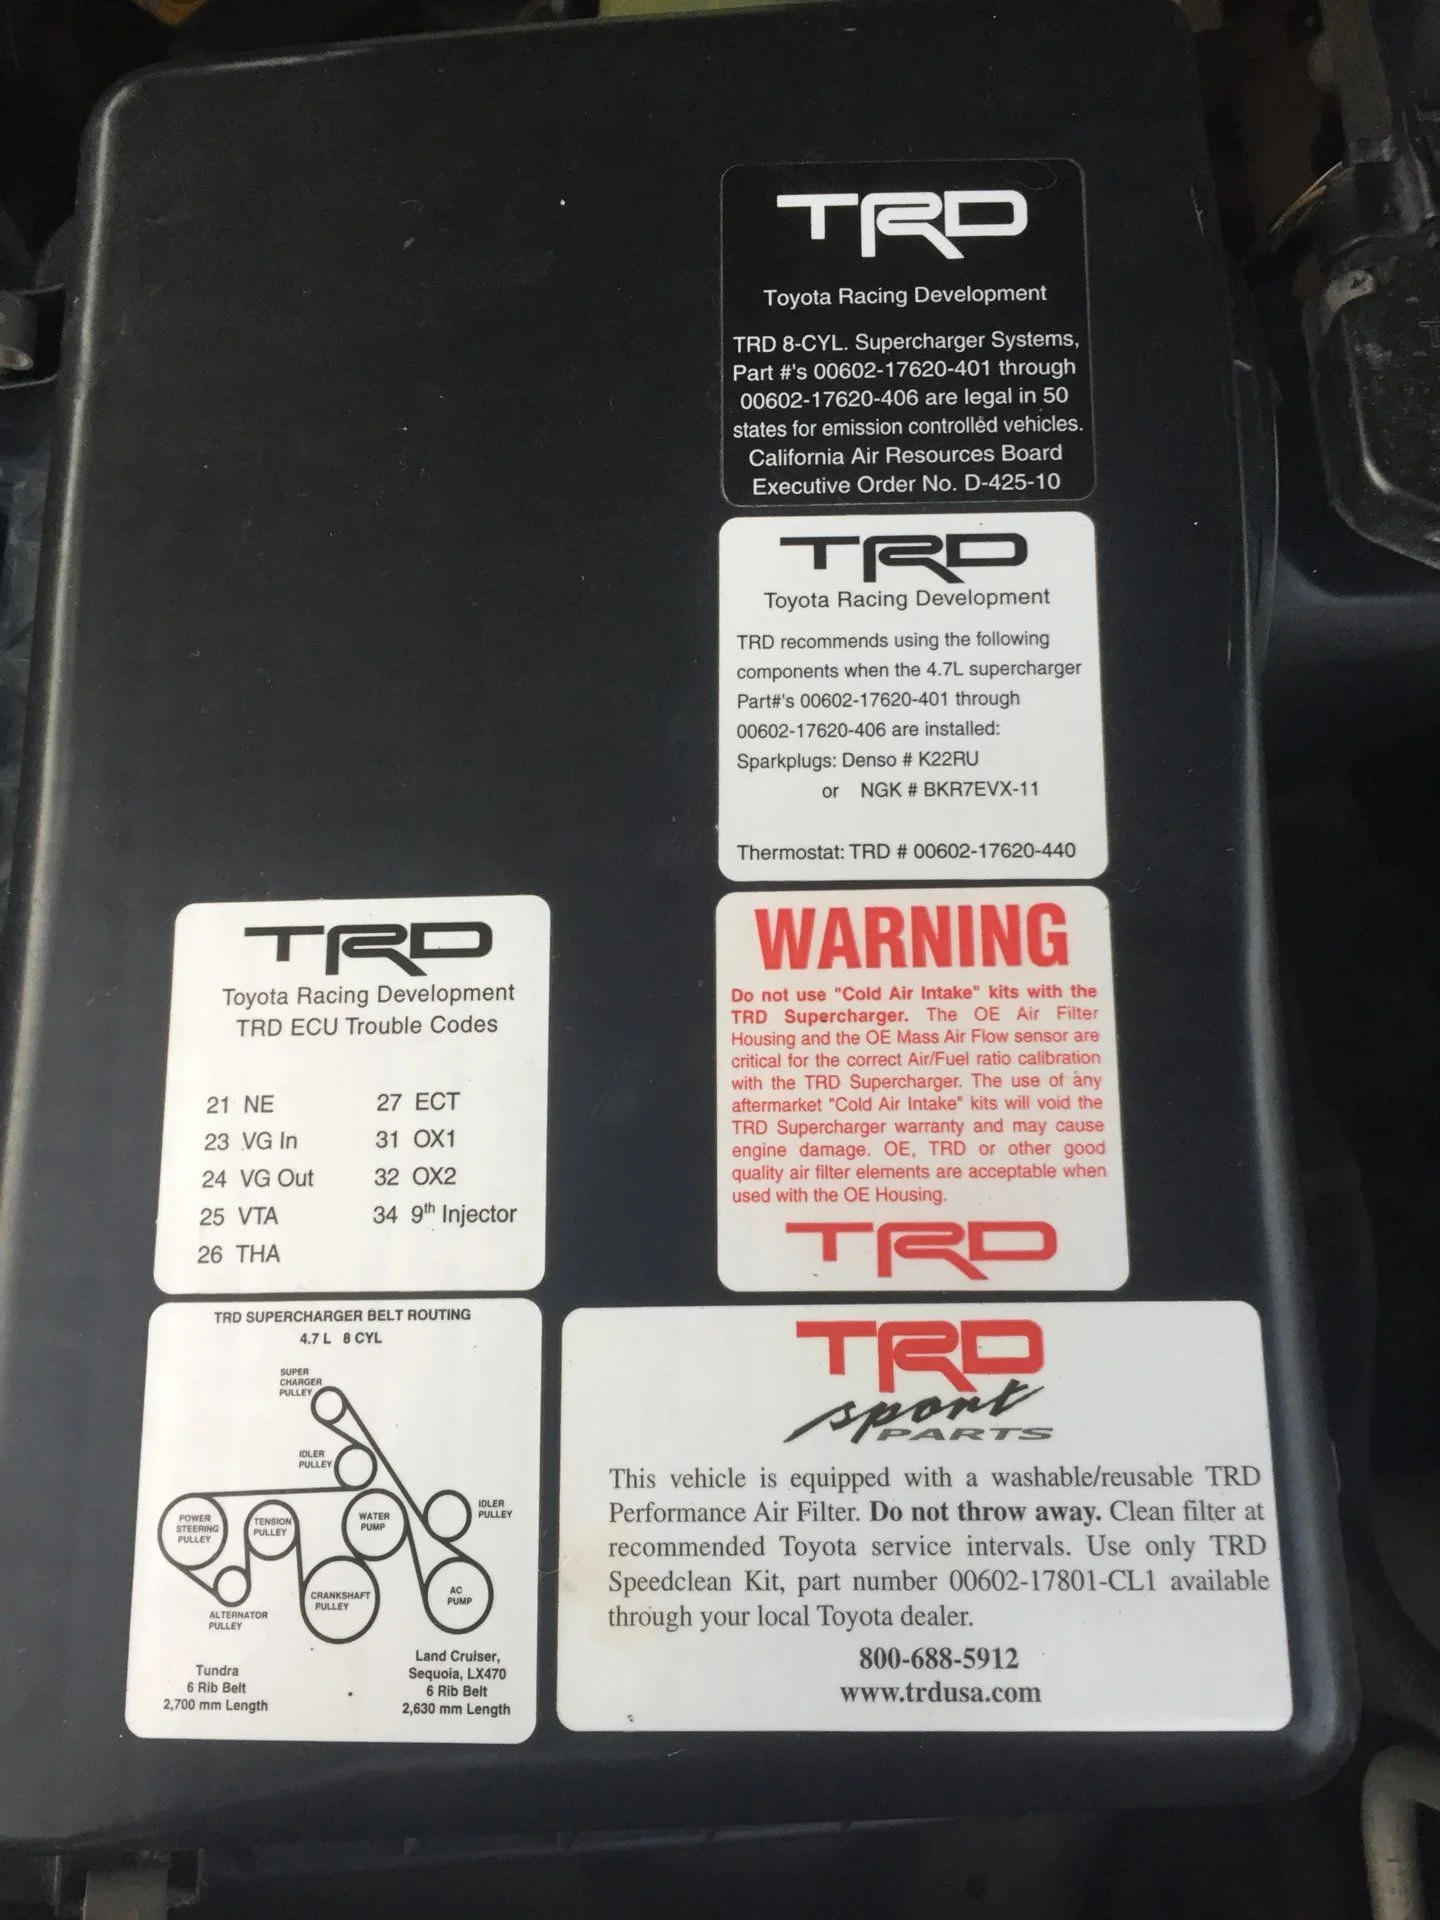 TRD
Toyota Racing Development
TRD 8-CYL. Supercharger Systems,
Part #'s 00602-17620-401 through
00602-17620-406 are legal in 50
states for emission controlled vehicles.
California Air Resources Board
Executive Order No. D-425-10
TRD
Toyota Racing Development
TRD recommends using the following
components when the 4.7L supercharger
Part#'s 00602-17620-401 through
00602-17620-406 are installed:
Sparkplugs: Denso # K22RU
or NGK # BKR7EVX-11
Thermostat: TRD # 00602-17620-440
TRD
Toyota Racing Development
TRD ECU Trouble Codes
21 NE
23 VG In
24 VG Out
25 VTA
26 THA
27 ECT
31 OX1
32 OX2
34 9th Injector
WARNING
Do not use "Cold Air Intake" kits with the
TRD Supercharger. The OE Air Filter
Housing and the OE Mass Air Flow sensor are
critical for the correct Air/Fuel ratio calibration
with the TRD Supercharger. The use of any
aftermarket "Cold Air Intake" kits will void the
TRD Supercharger warranty and may cause
engine damage. OE, TRD or other good
quality air filter elements are acceptable when
used with the OE Housing.
TRD
TRD SUPERCHARGER BELT ROUTING
4.7 L 8 CYL
SUPER
CHARGER
PULLEY
IDLER
PULLEY
POWER
STEERING
PULLEY
TENSION
PULLEY
WATER
PUMP
IDLER
PULLEY
ALTERNATOR
PULLEY
CRANKSHAFT
PULLEY
AC
PUMP
Tundra
6 Rib Belt
2,700 mm Length
Land Cruiser,
Sequoia, LX470
6 Rib Belt
2,630 mm Length
TRD
sport
PARTS
This vehicle is equipped with a washable/reusable TRD
Performance Air Filter. Do not throw away. Clean filter at
recommended Toyota service intervals. Use only TRD
Speedclean Kit, part number 00602-17801-CL1 available
through your local Toyota dealer.
800-688-5912
www.trdusa.com